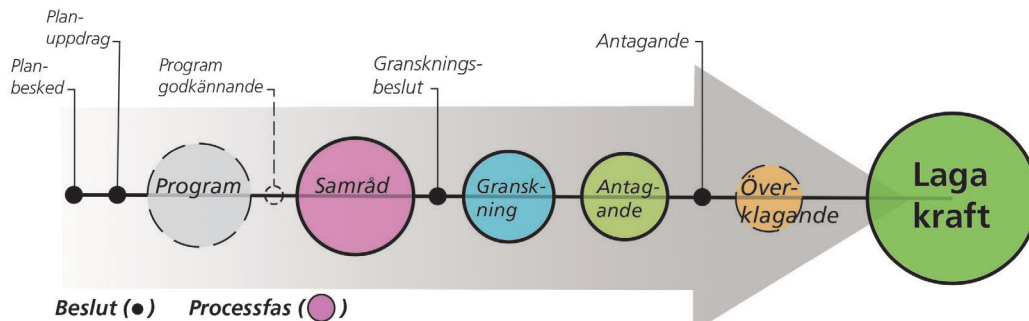 Plan-
uppdrag
Plan-
besked
Program
godkännande
Gransknings-
beslut
Antagande
Program
Samråd
Gransk-
ning
Antag-
ande
Över-
klagande
Laga
kraft
Beslut (●) Processfas ( )